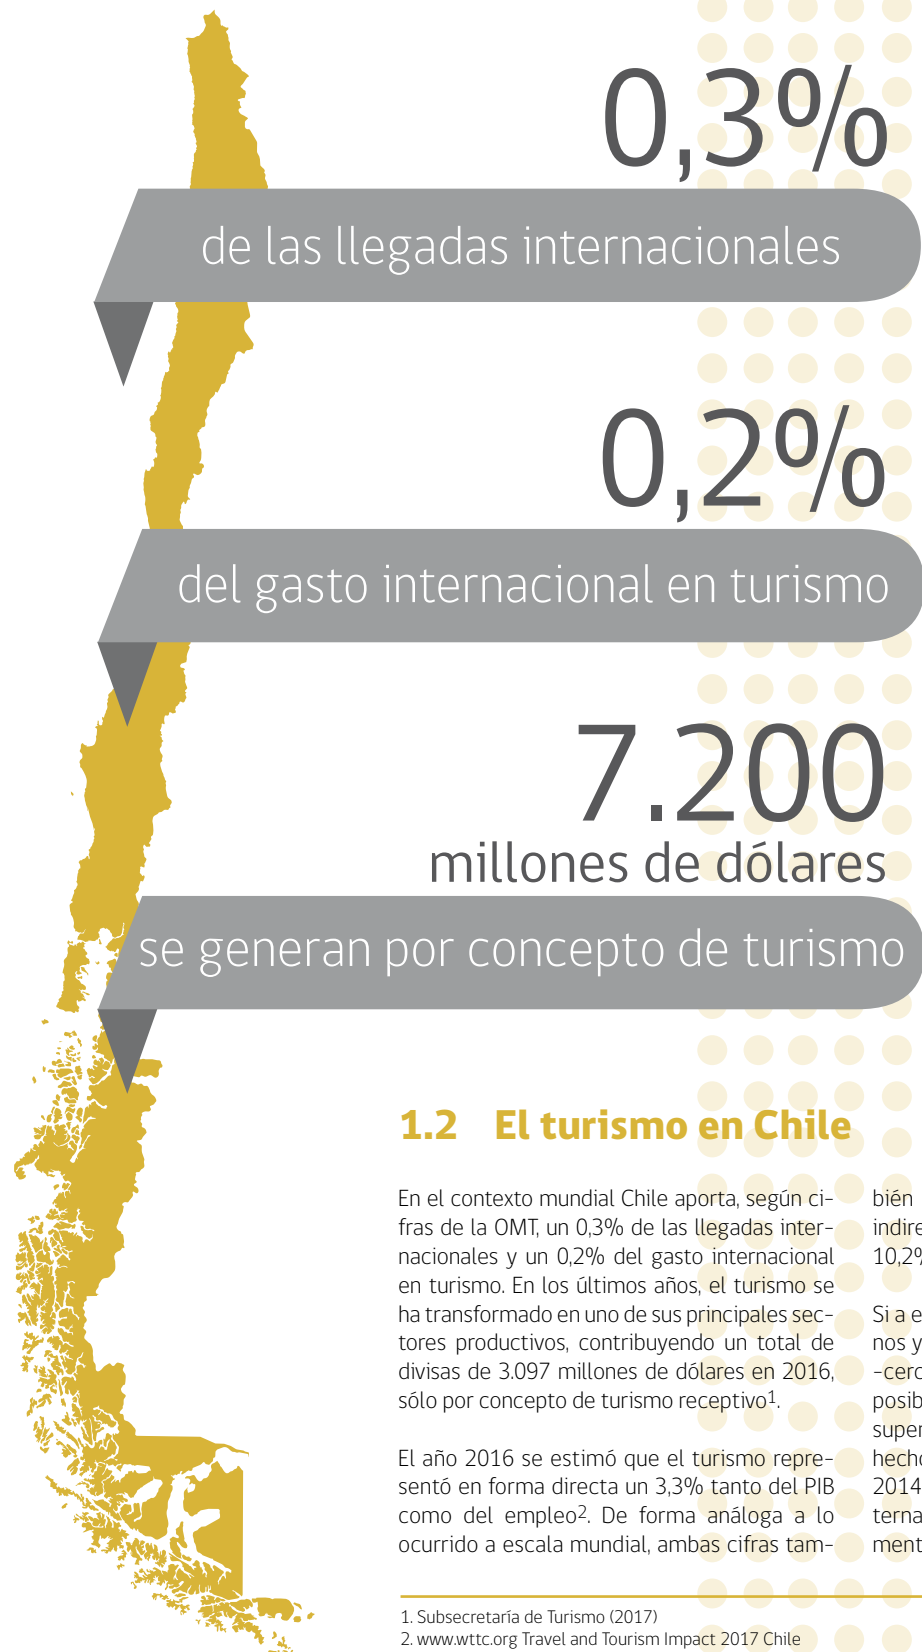 0,3%
de las llegadas internacionales
0,2%
del gasto internacional en turismo
7.200
millones de dólares
se generan por concepto de turismo
1.2 El turismo en Chile
En el contexto mundial Chile aporta, según ci-
fras de la OMT, un 0,3% de las llegadas inter-
nacionales y un 0,2% del gasto internacional
en turismo. En los últimos años, el turismo se
ha transformado en uno de sus principales sec-
tores productivos, contribuyendo un total de
divisas de 3.097 millones de dólares en 2016,
sólo por concepto de turismo receptivo1.
El año 2016 se estimó que el turismo repre-
sentó en forma directa un 3,3% tanto del PIB
como del empleo2. De forma análoga a lo
ocurrido a escala mundial, ambas cifras tam-
bién
10,2%
Si a e
nos y
2014
1. Subsecretaría de Turismo (2017)
2. www.wttc.org Travel and Tourism Impact 2017 Chile